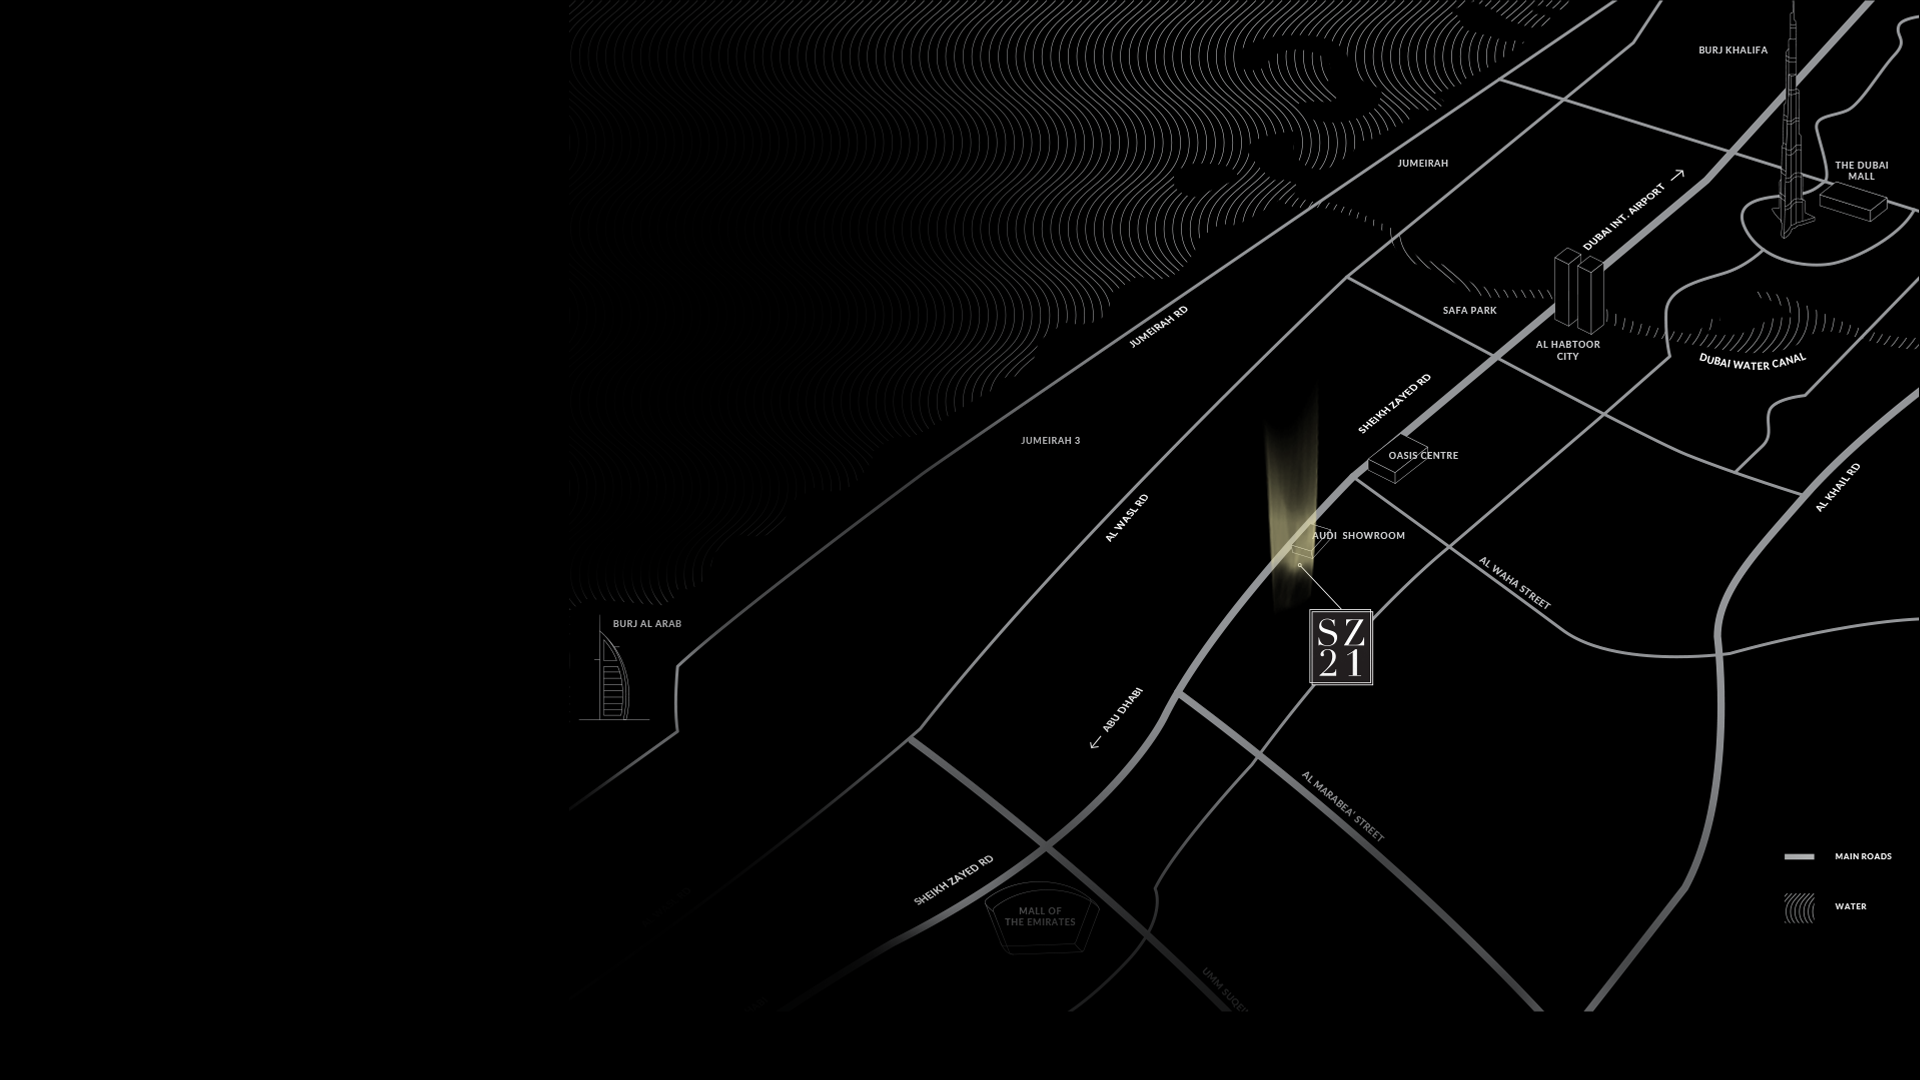 BURJ KHALIFA
JUMEIRAH
THE DUBAI
MALL
DUBAI INT. AIRPORT
JUMEIRAH RD
SAFA PARK
AL HABTOOR
CITY
DUBAI WATER CANAL
SHEIKH ZAYED RD
JUMEIRAH 3
OASIS CENTRE
AL KHAIL RD
AL WASL RD
AUDI SHOWROOM
AL WAHA STREET
BURJ AL ARAB
SZ
21
ABU DHABI
AL MARABEA' STREET
MAIN ROADS
SHEIKH ZAYED RD
WATER
MALL OF
THE EMIRATES
UMM